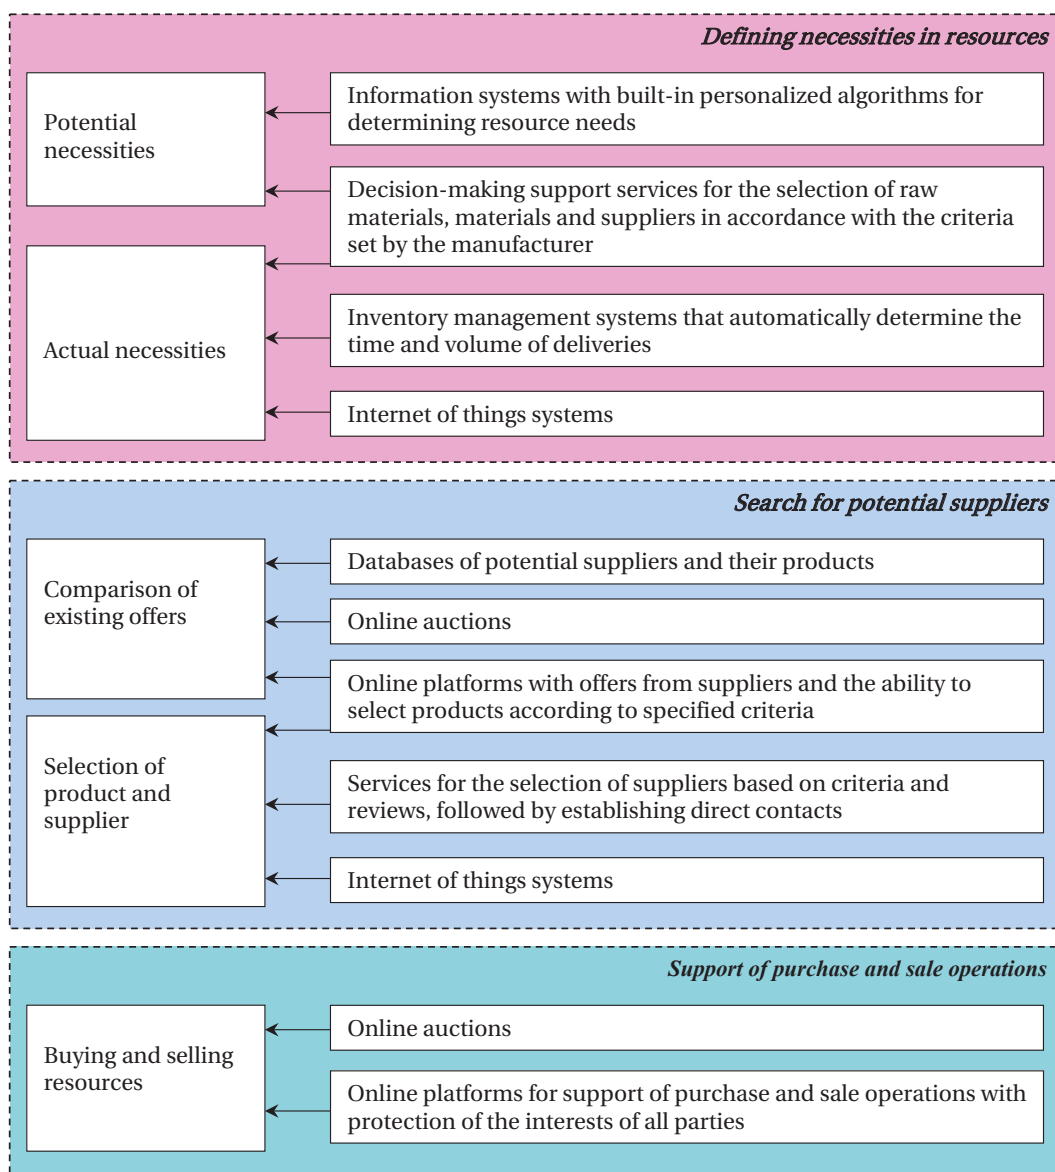 Defining necessities in resources
Potential
necessities
Information systems with built-in personalized algorithms for
determining resource needs
Decision-making support services for the selection of raw
materials, materials and suppliers in accordance with the criteria
set by the manufacturer
Actual necessities
Inventory management systems that automatically determine the
time and volume of deliveries
Internet of things systems
Search for potential suppliers
Comparison of
existing offers
Databases of potential suppliers and their products
Online auctions
Online platforms with offers from suppliers and the ability to
select products according to specified criteria
Selection of
product and
supplier
Services for the selection of suppliers based on criteria and
reviews, followed by establishing direct contacts
Internet of things systems
Support of purchase and sale operations
Buying and selling
resources
Online auctions
Online platforms for support of purchase and sale operations with
protection of the interests of all parties